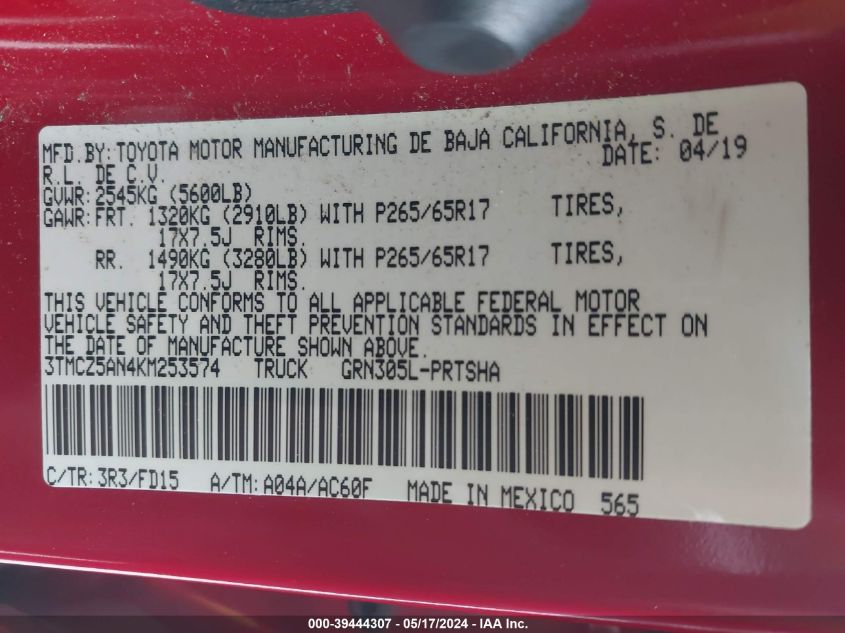 MFD.BY:TOYOTA MOTOR MANUFACTURING DE BAJA CALIFORNIA, S. DE
R.L. DE C.V. DATE: 04/19
GVWR:2545KG (5600LB)
GAWR:FRT. 1320KG (2910LB) WITH P265/65R17 TIRES,
17X7.5J RIMS.
RR. 1490KG (3280LB) WITH P265/65R17 TIRES,
17X7.5J RIMS.
THIS VEHICLE CONFORMS TO ALL APPLICABLE FEDERAL MOTOR
VEHICLE SAFETY AND THEFT PREVENTION STANDARDS IN EFFECT ON
THE DATE OF MANUFACTURE SHOWN ABOVE.
3TMCZ5AN4KM253574 TRUCK GRN305L-PRTSHA
C/TR:3R3/FD15 A/TM:A04A/AC60F MADE IN MEXICO 565
000-39444307 - 05/17/2024 - IAA Inc.